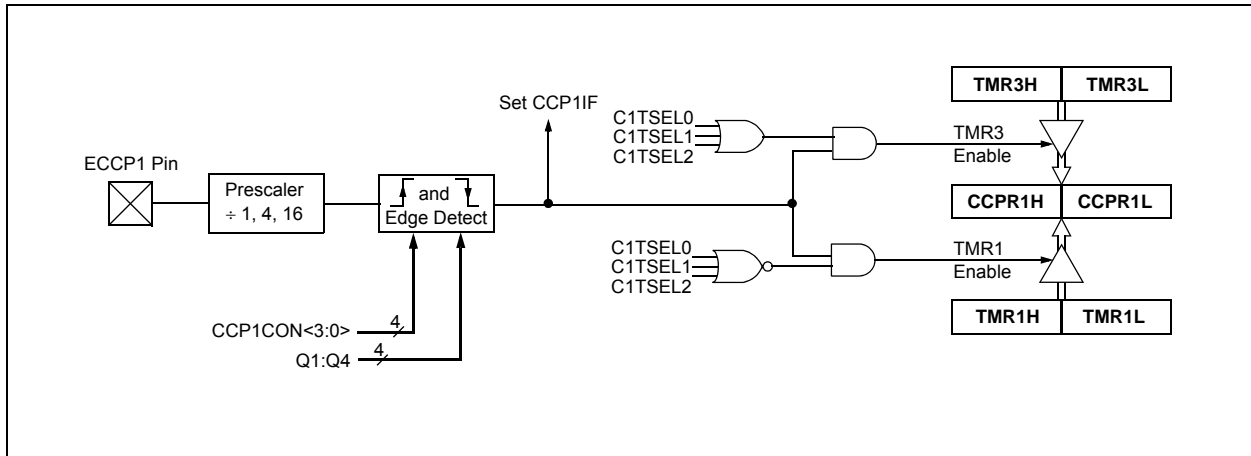 TMR3H TMR3L
Set CCP1IF
C1TSEL0
C1TSEL1
C1TSEL2
TMR3
Enable
ECCP1 Pin
Prescaler
÷ 1, 4, 16
and
Edge Detect
CCPR1H CCPR1L
C1TSEL0
C1TSEL1
C1TSEL2
TMR1
Enable
TMR1H TMR1L
CCP1CON<3:0>
4
Q1:Q4
4